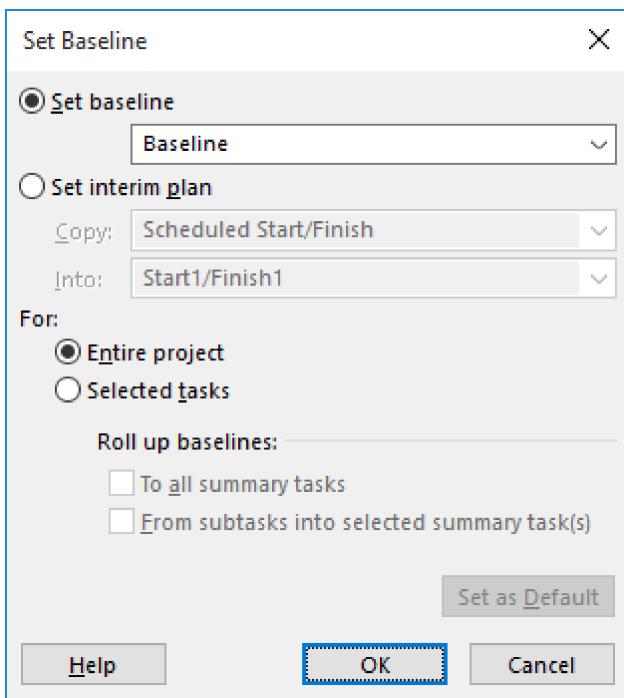 Set Baseline
Set baseline
Baseline
Set interim plan
Copy: Scheduled Start/Finish
Into: Start1/Finish1
For:
Entire project
Selected tasks
Roll up baselines:
To all summary tasks
From subtasks into selected summary task(s)
Set as Default
Help OK Cancel